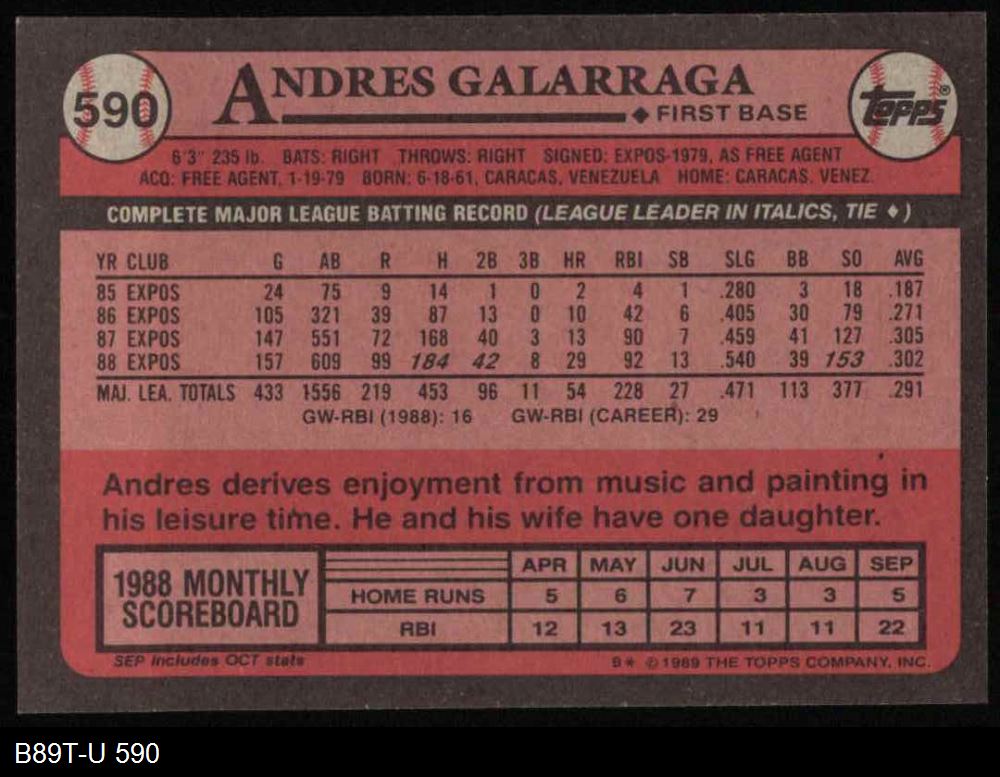 590
ANDRES GALARRAGA
◆ FIRST BASE
TOPPS®
6'3" 235 lb. BATS: RIGHT THROWS: RIGHT SIGNED: EXPOS-1979, AS FREE AGENT
ACQ: FREE AGENT, 1-19-79 BORN: 6-18-61, CARACAS, VENEZUELA HOME: CARACAS, VENEZ.
COMPLETE MAJOR LEAGUE BATTING RECORD (LEAGUE LEADER IN ITALICS, TIE ♦)
YR CLUB G AB R H 2B 3B HR RBI SB SLG BB SO AVG
85 EXPOS 24 75 9 14 1 0 2 4 1 .280 3 18 .187
86 EXPOS 105 321 39 87 13 0 10 42 6 .405 30 79 .271
87 EXPOS 147 551 72 168 40 3 13 90 7 .459 41 127 .305
88 EXPOS 157 609 99 184 42 8 29 92 13 .540 39 153 .302
MAJ. LEA. TOTALS 433 1556 219 453 96 11 54 228 27 .471 113 377 .291
GW-RBI (1988): 16 GW-RBI (CAREER): 29
Andres derives enjoyment from music and painting in
his leisure time. He and his wife have one daughter.
1988 MONTHLY
SCOREBOARD
APR MAY JUN JUL AUG SEP
HOME RUNS 5 6 7 3 3 5
RBI 12 13 23 11 11 22
SEP includes OCT stats
B* © 1989 THE TOPPS COMPANY, INC.
B89T-U 590